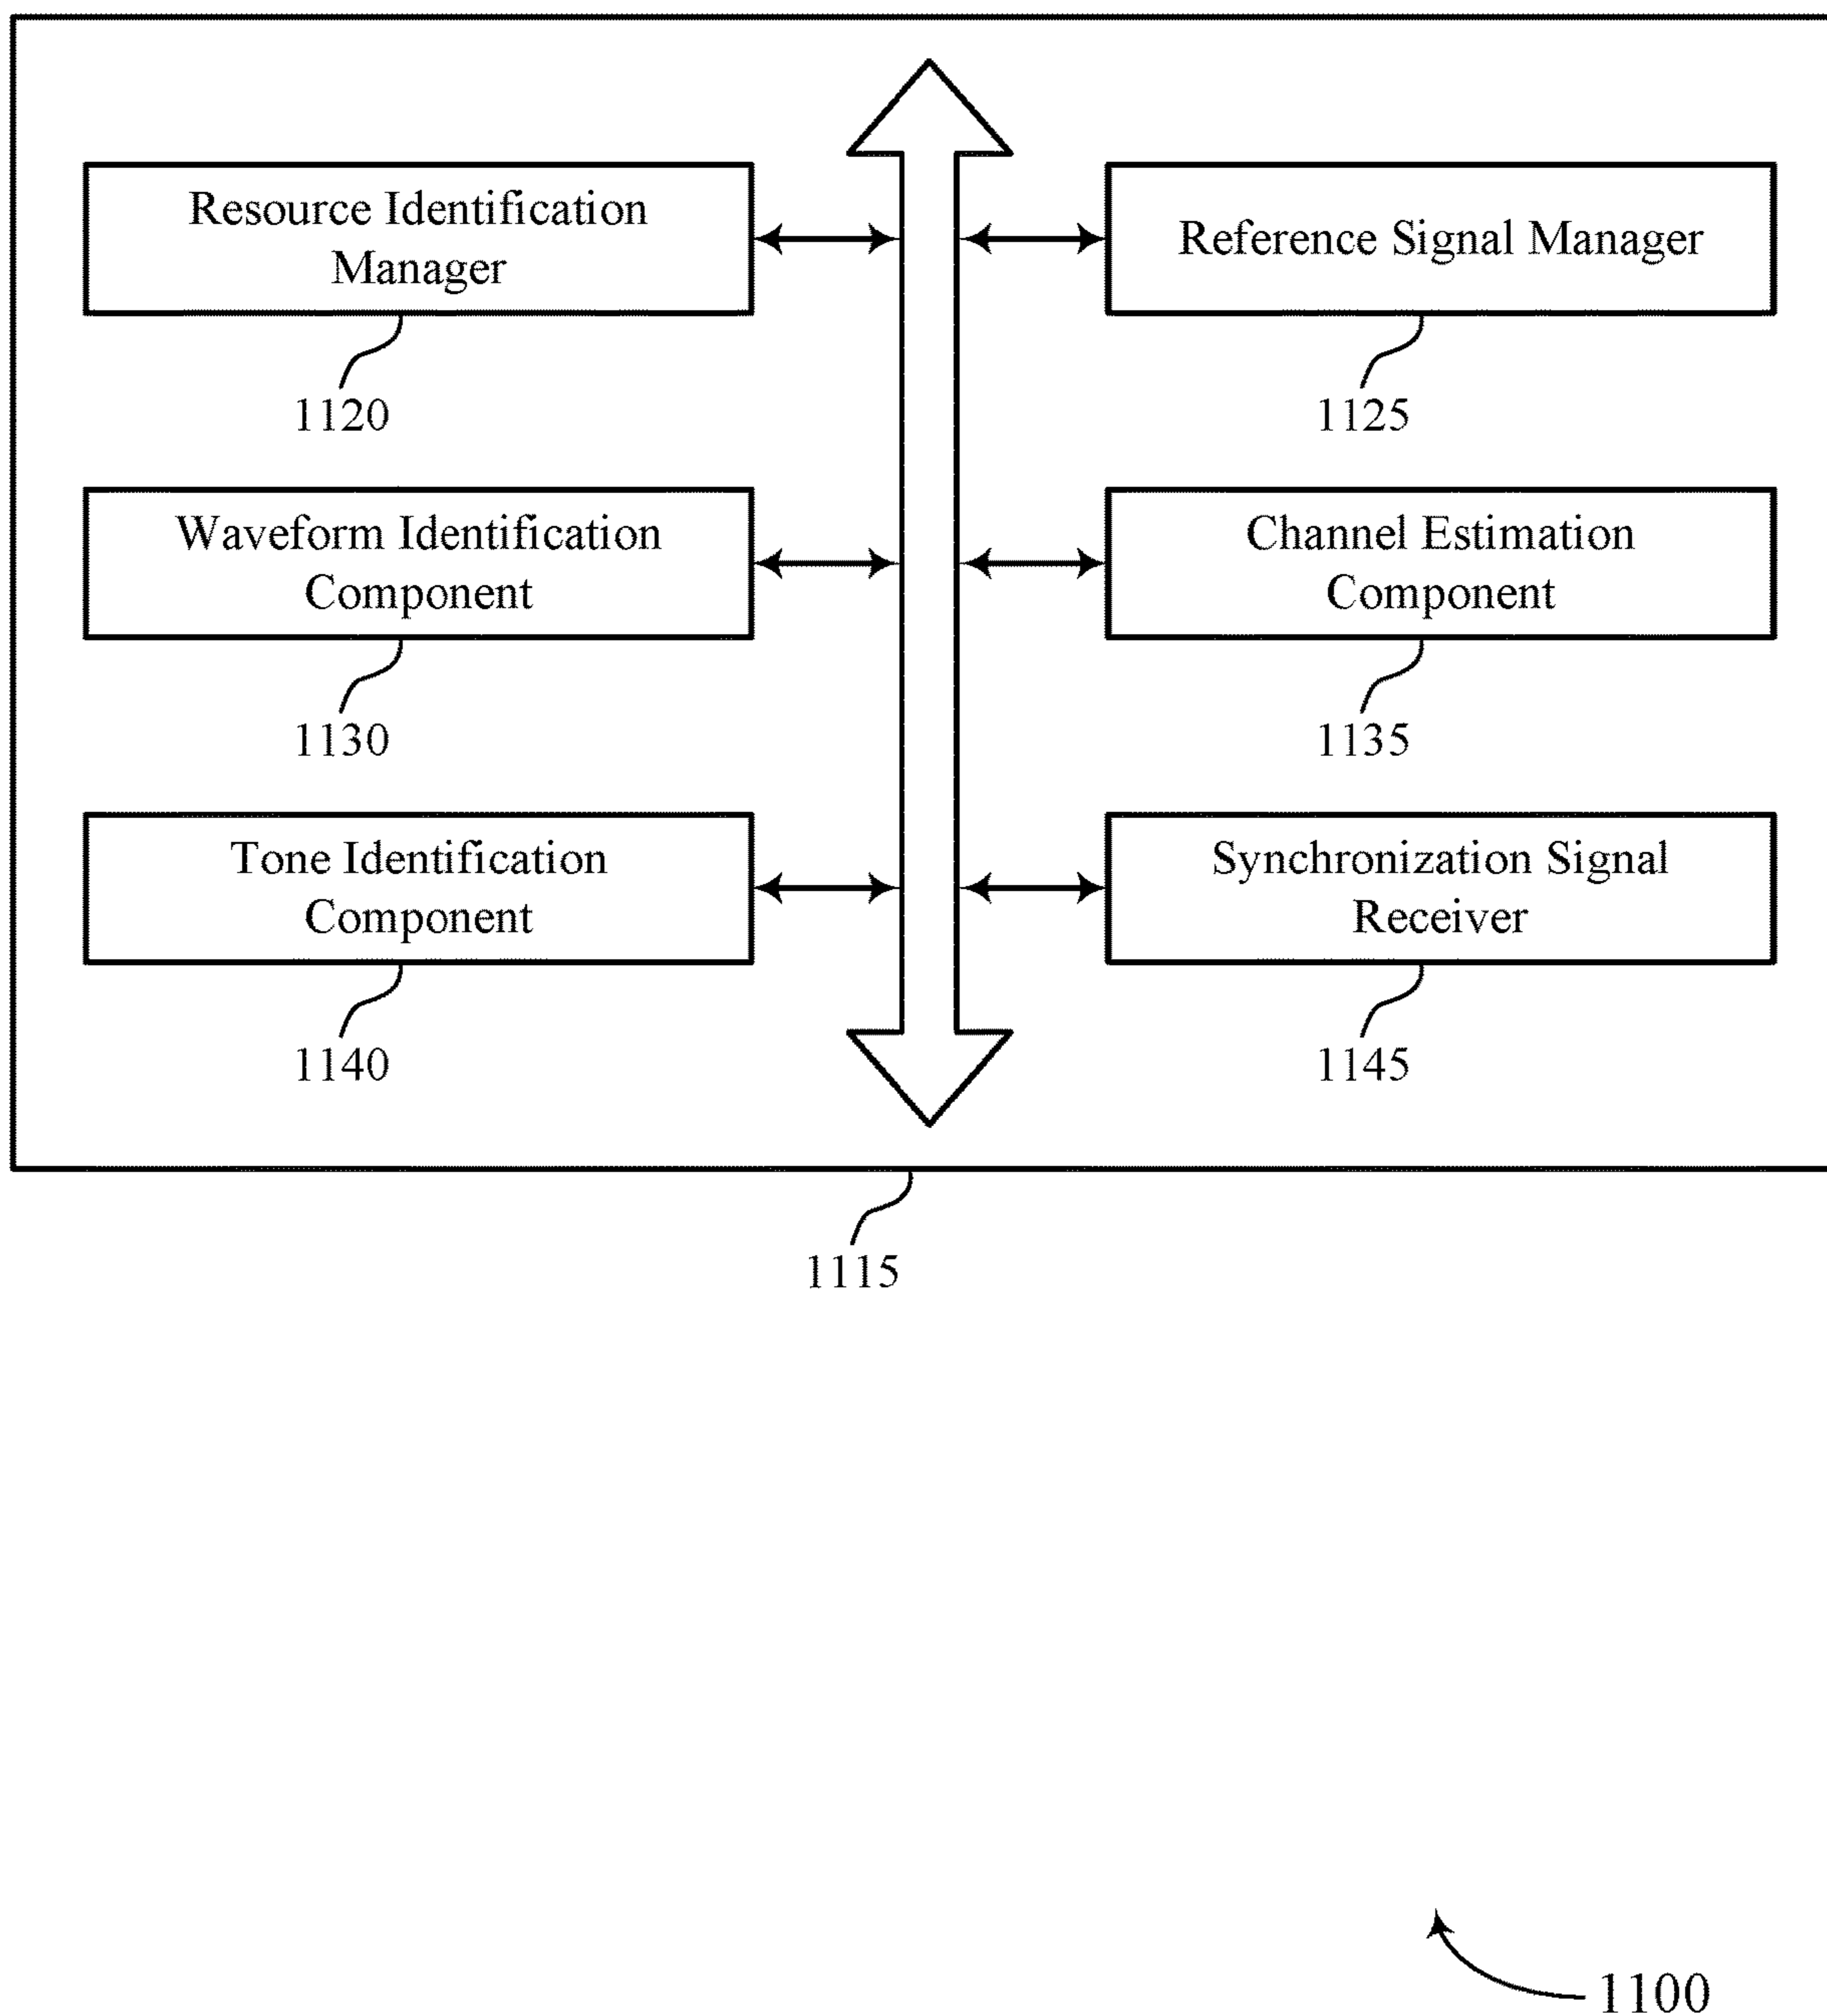 Resource Identification
Manager
1120
Reference Signal Manager
1125
Waveform Identification
Component
1130
Channel Estimation
Component
1135
Tone Identification
Component
1140
Synchronization Signal
Receiver
1145
1115
1100